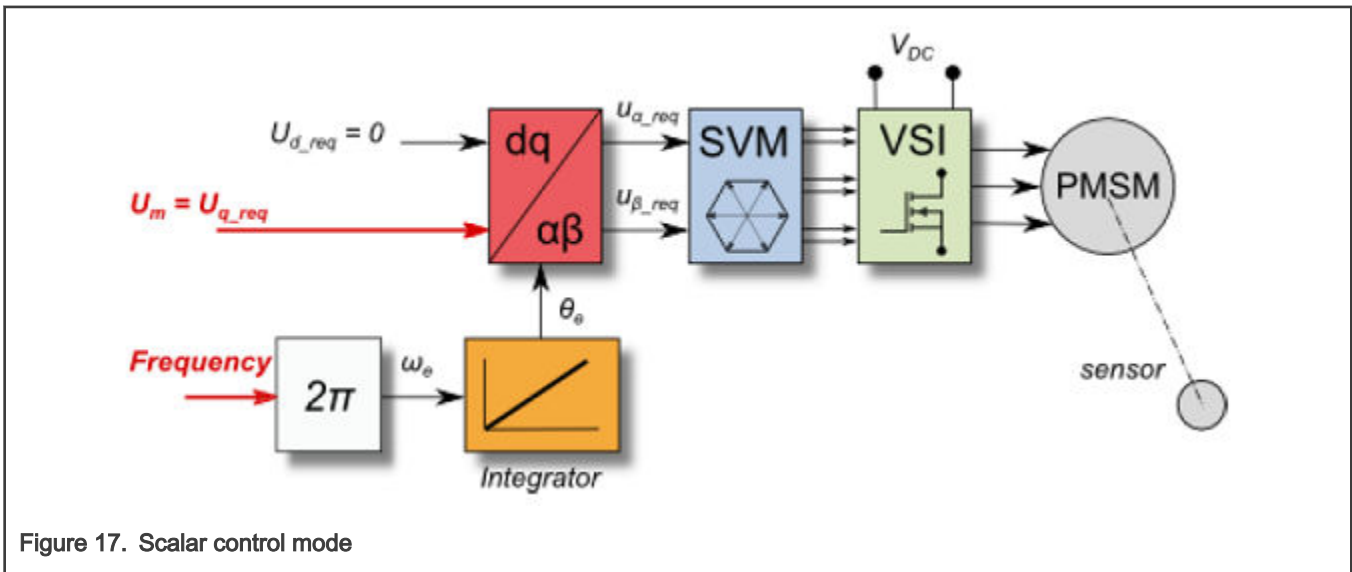 V_DC
U_d_req = 0
dq
αβ
u_α_req
u_β_req
SVM
VSI
PMSM
U_m = U_q_req
θ_e
Frequency
2π
ω_e
Integrator
sensor
Figure 17. Scalar control mode